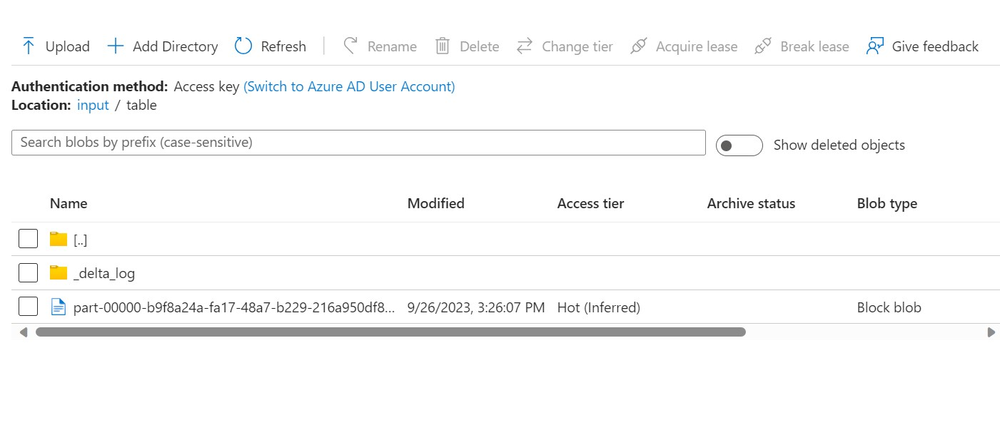 Upload Add Directory Refresh Rename Delete Change tier Acquire lease Break lease Give feedback
Authentication method: Access key (Switch to Azure AD User Account)
Location: input / table
Search blobs by prefix (case-sensitive) Show deleted objects
Name Modified Access tier Archive status Blob type
[..]
_delta_log
part-00000-b9f8a24a-fa17-48a7-b229-216a950df8... 9/26/2023, 3:26:07 PM Hot (Inferred) Block blob